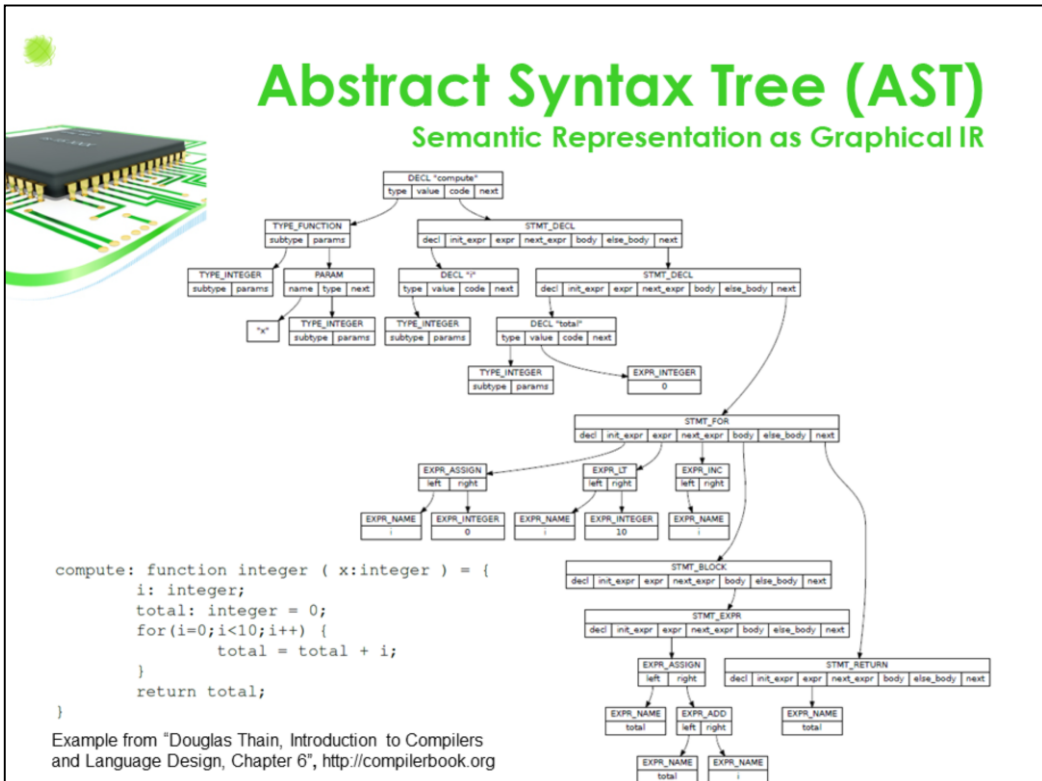 Abstract Syntax Tree (AST)
Semantic Representation as Graphical IR
DECL "compute"
type value code next
TYPE_FUNCTION
subtype params
STMT_DECL
decl init_expr expr next_expr body else_body next
TYPE_INTEGER
subtype params
PARAM
name type next
DECL "i"
type value code next
STMT_DECL
decl init_expr expr next_expr body else_body next
"x"
TYPE_INTEGER
subtype params
TYPE_INTEGER
subtype params
DECL "total"
type value code next
TYPE_INTEGER
subtype params
EXPR_INTEGER
0
STMT_FOR
decl init_expr expr next_expr body else_body next
EXPR_ASSIGN
left right
EXPR_LT
left right
EXPR_INC
left right
EXPR_NAME
i
EXPR_INTEGER
0
EXPR_NAME
i
EXPR_INTEGER
10
EXPR_NAME
i
STMT_BLOCK
decl init_expr expr next_expr body else_body next
STMT_EXPR
decl init_expr expr next_expr body else_body next
EXPR_ASSIGN
left right
STMT_RETURN
decl init_expr expr next_expr body else_body next
EXPR_NAME
total
EXPR_ADD
left right
EXPR_NAME
total
EXPR_NAME
total
EXPR_NAME
i
compute: function integer ( x:integer ) = {
i: integer;
total: integer = 0;
for(i=0;i<10;i++) {
total = total + i;
}
return total;
}
Example from “Douglas Thain, Introduction to Compilers
and Language Design, Chapter 6”, http://compilerbook.org